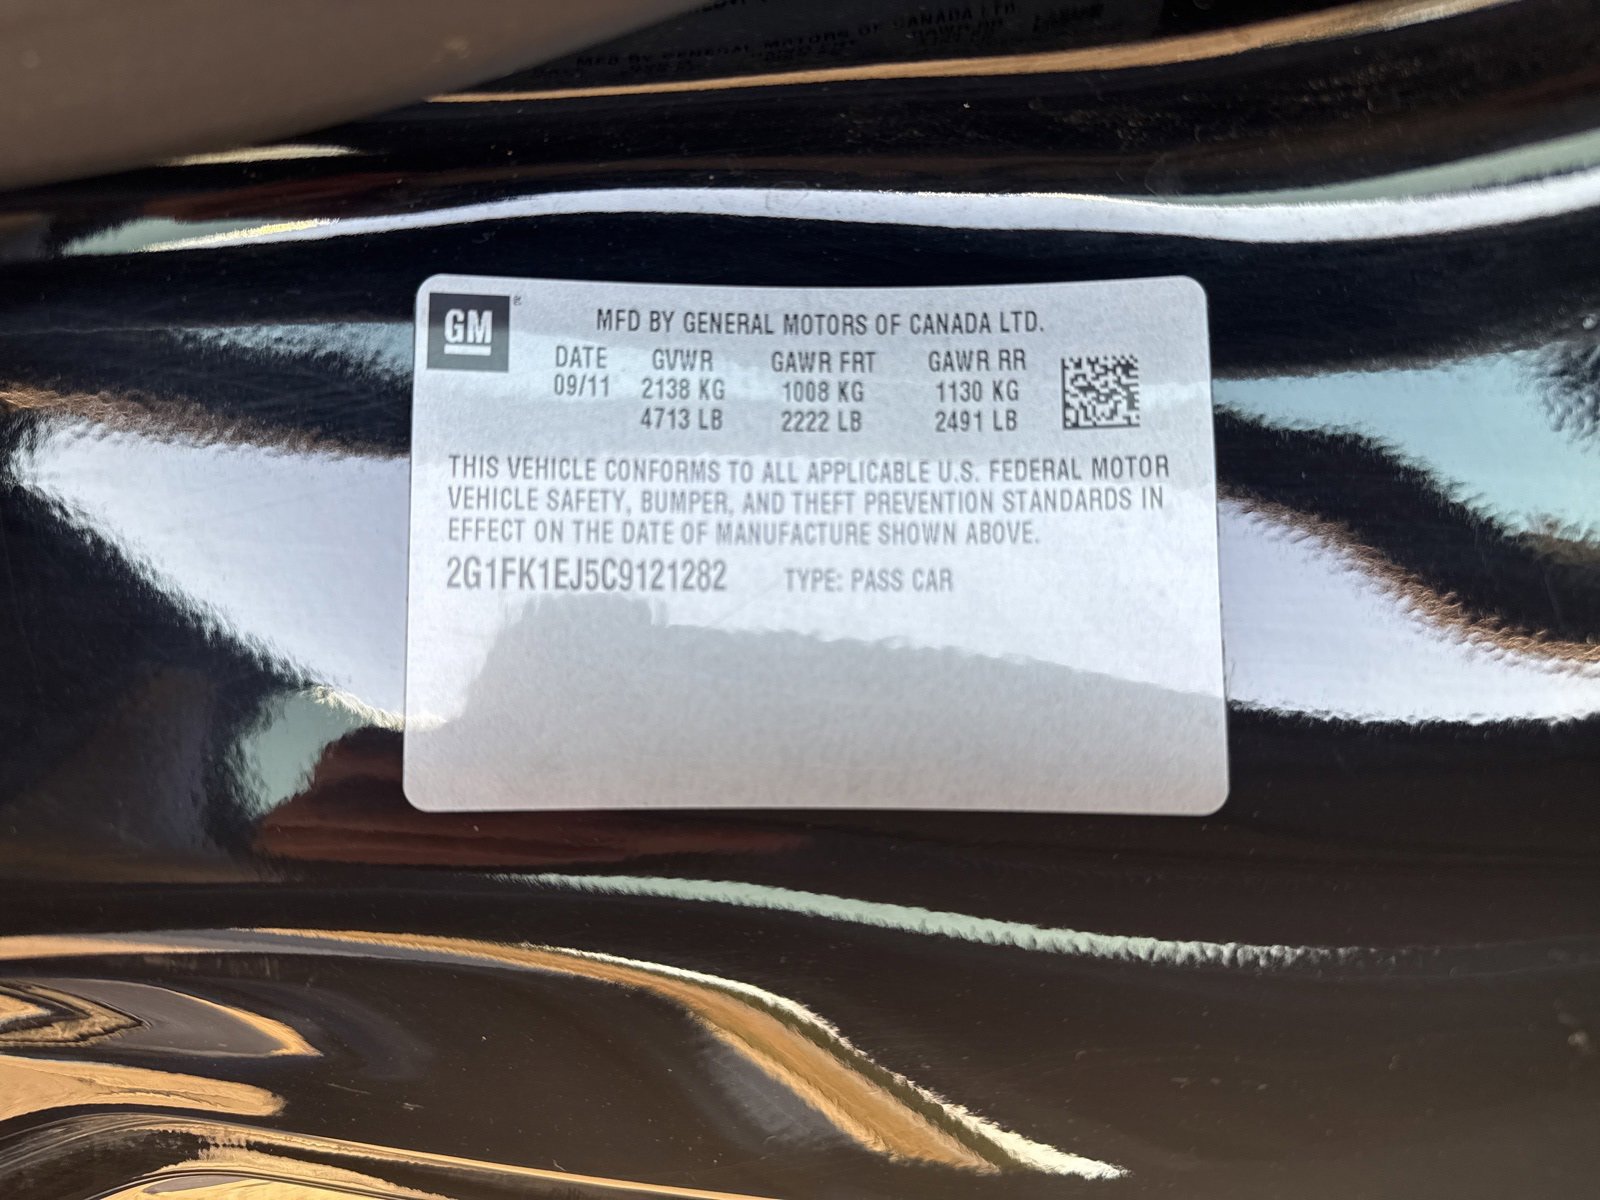 GM
MFD BY GENERAL MOTORS OF CANADA LTD.
DATE GVWR GAWR FRT GAWR RR
09/11 2138 KG 1008 KG 1130 KG
4713 LB 2222 LB 2491 LB
THIS VEHICLE CONFORMS TO ALL APPLICABLE U.S. FEDERAL MOTOR
VEHICLE SAFETY, BUMPER, AND THEFT PREVENTION STANDARDS IN
EFFECT ON THE DATE OF MANUFACTURE SHOWN ABOVE.
2G1FK1EJ5C9121282 TYPE: PASS CAR